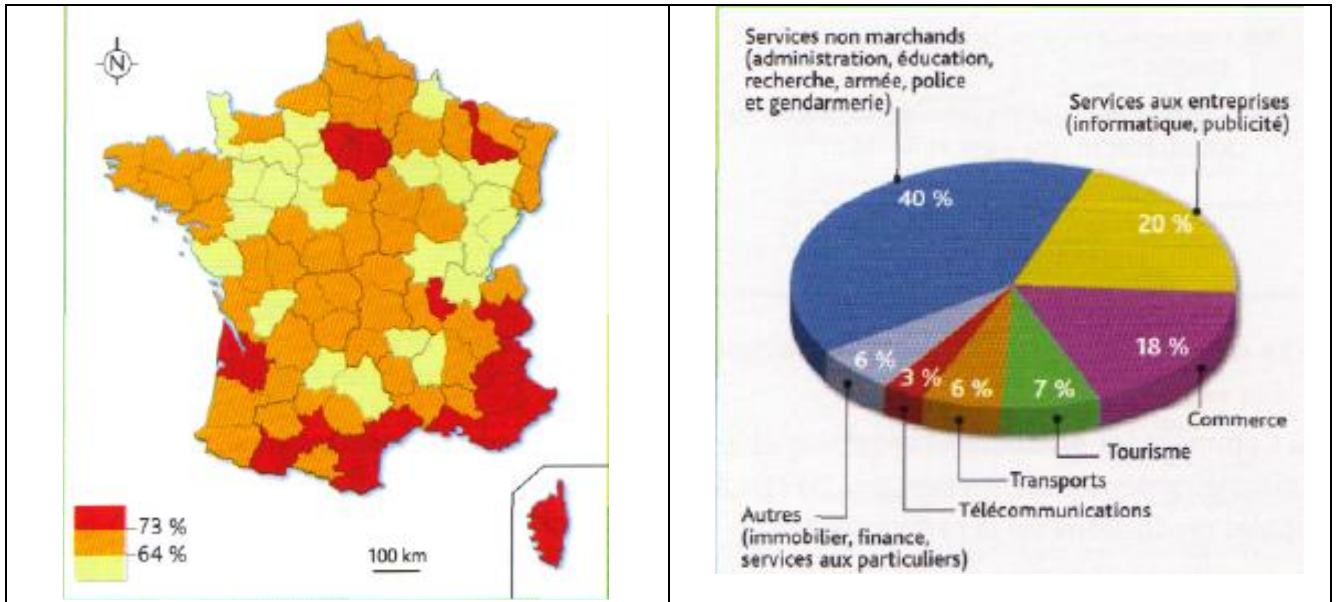 N
73 %
64 %
100 km
Services non marchands
(administration, éducation,
recherche, armée, police
et gendarmerie)
Services aux entreprises
(informatique, publicité)
40 %
20 %
18 %
6 %
3 %
6 %
7 %
Commerce
Tourisme
Transports
Télécommunications
Autres
(immobilier, finance,
services aux particuliers)